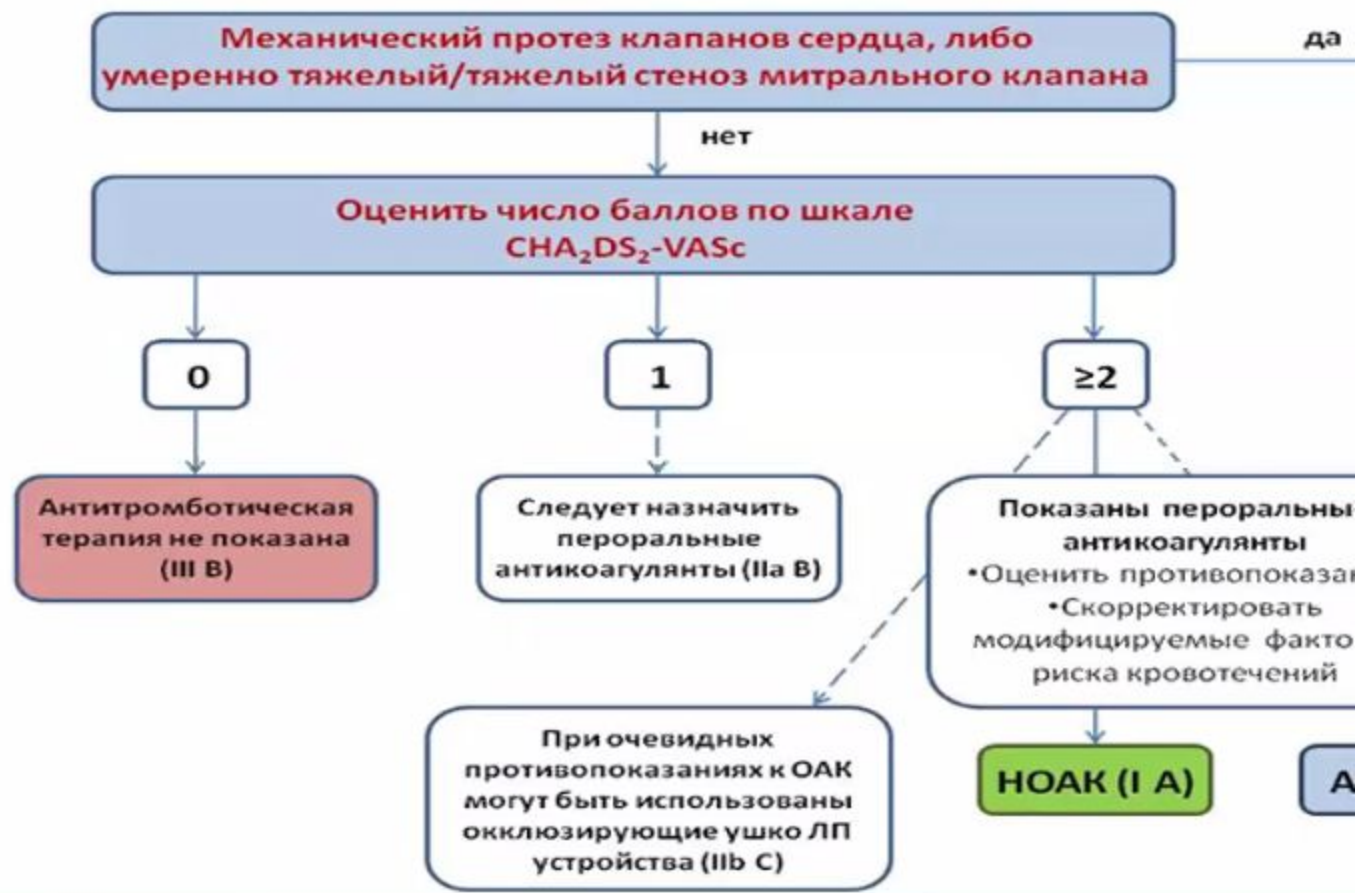 Механический протез клапанов сердца, либо
умеренно тяжелый/тяжелый стеноз митрального клапана
да
нет
Оценить число баллов по шкале
CHA₂DS₂-VASc
0
1
≥2
Антитромботическая
терапия не показана
(III B)
Следует назначить
пероральные
антикоагулянты (IIa B)
Показаны пероральны
антикоагулянты
•Оценить противопоказан
•Скорректировать
модифицируемые факто
риска кровотечений
При очевидных
противопоказаниях к ОАК
могут быть использованы
окклюзирующие ушко ЛП
устройства (IIb C)
НОАК (I A)
А